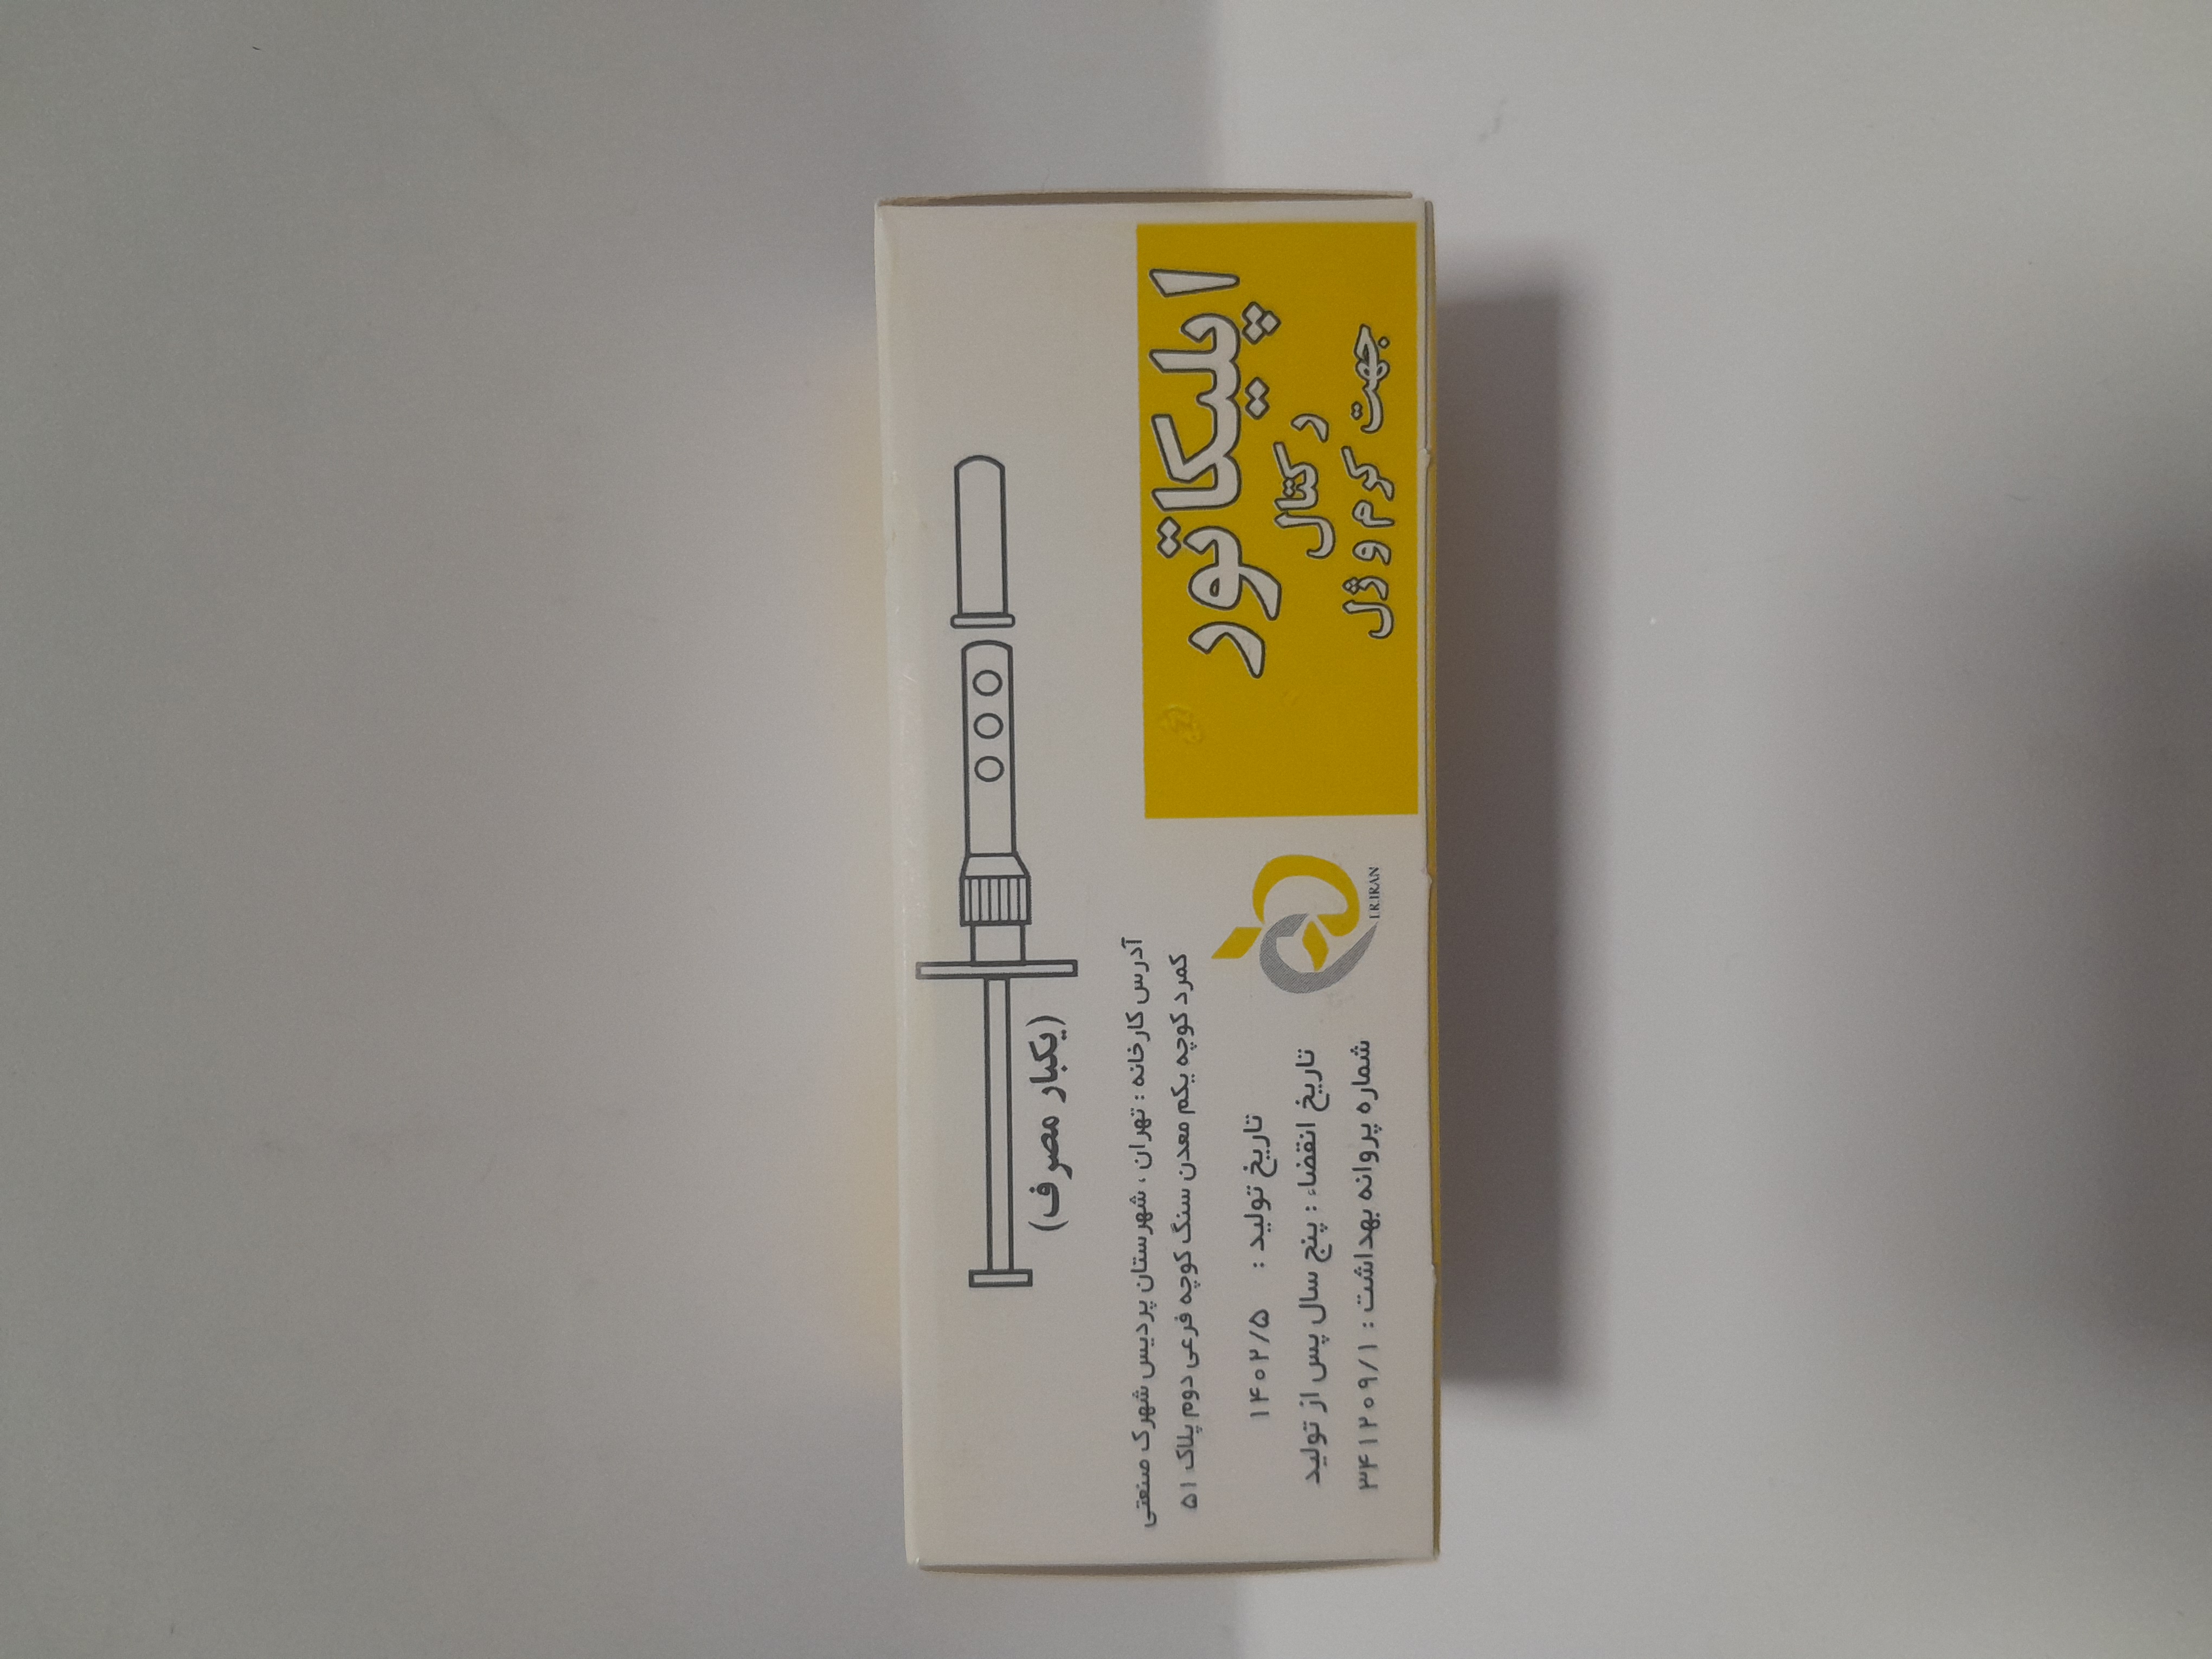 اپلیکاتور
رکتال
جهت کرم و ژل
I.R.IRAN
(یکبار مصرف)
آدرس کارخانه : تهران ، شهرستان پردیس شهرک صنعتی
کمرد کوچه یکم معدن سنگ کوچه فرعی دوم پلاک ۵۱
تاریخ تولید : ۱۴۰۲/۵
تاریخ انقضاء : پنج سال پس از تولید
شماره پروانه بهداشت : ۳۴۱۲۰۹/۱